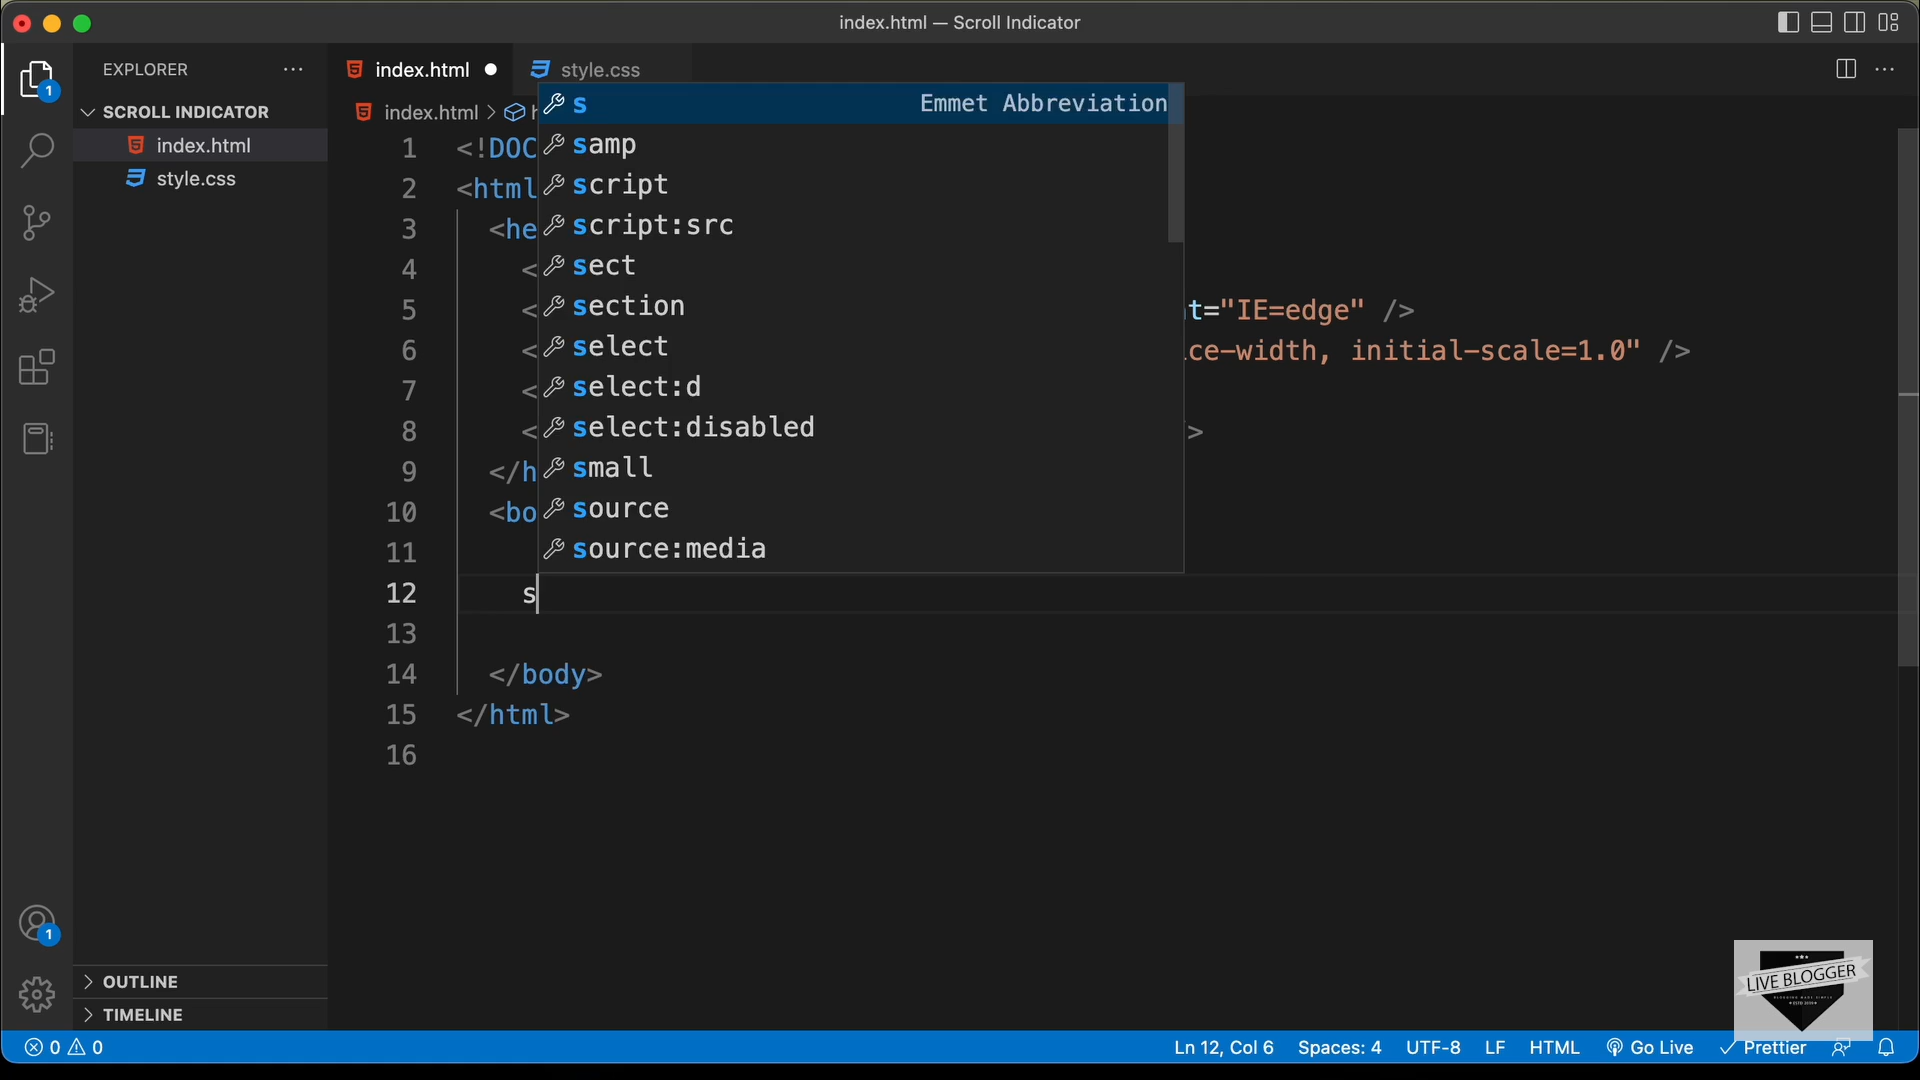 index.html — Scroll Indicator
EXPLORER
index.html
style.css
SCROLL INDICATOR
index.html
style.css
index.html
s Emmet Abbreviation
samp
script
script:src
sect
section
select
select:d
select:disabled
small
source
source:media
1 <!DOC
2 <html
3 <he
4 <
5 < t="IE=edge" />
6 < ce-width, initial-scale=1.0" />
7 <
8 < >
9 </h
10 <bo
11
12 s
13
14 </body>
15 </html>
16
1
1
OUTLINE
TIMELINE
LIVE BLOGGER
0 0
Ln 12, Col 6 Spaces: 4 UTF-8 LF HTML Go Live Prettier